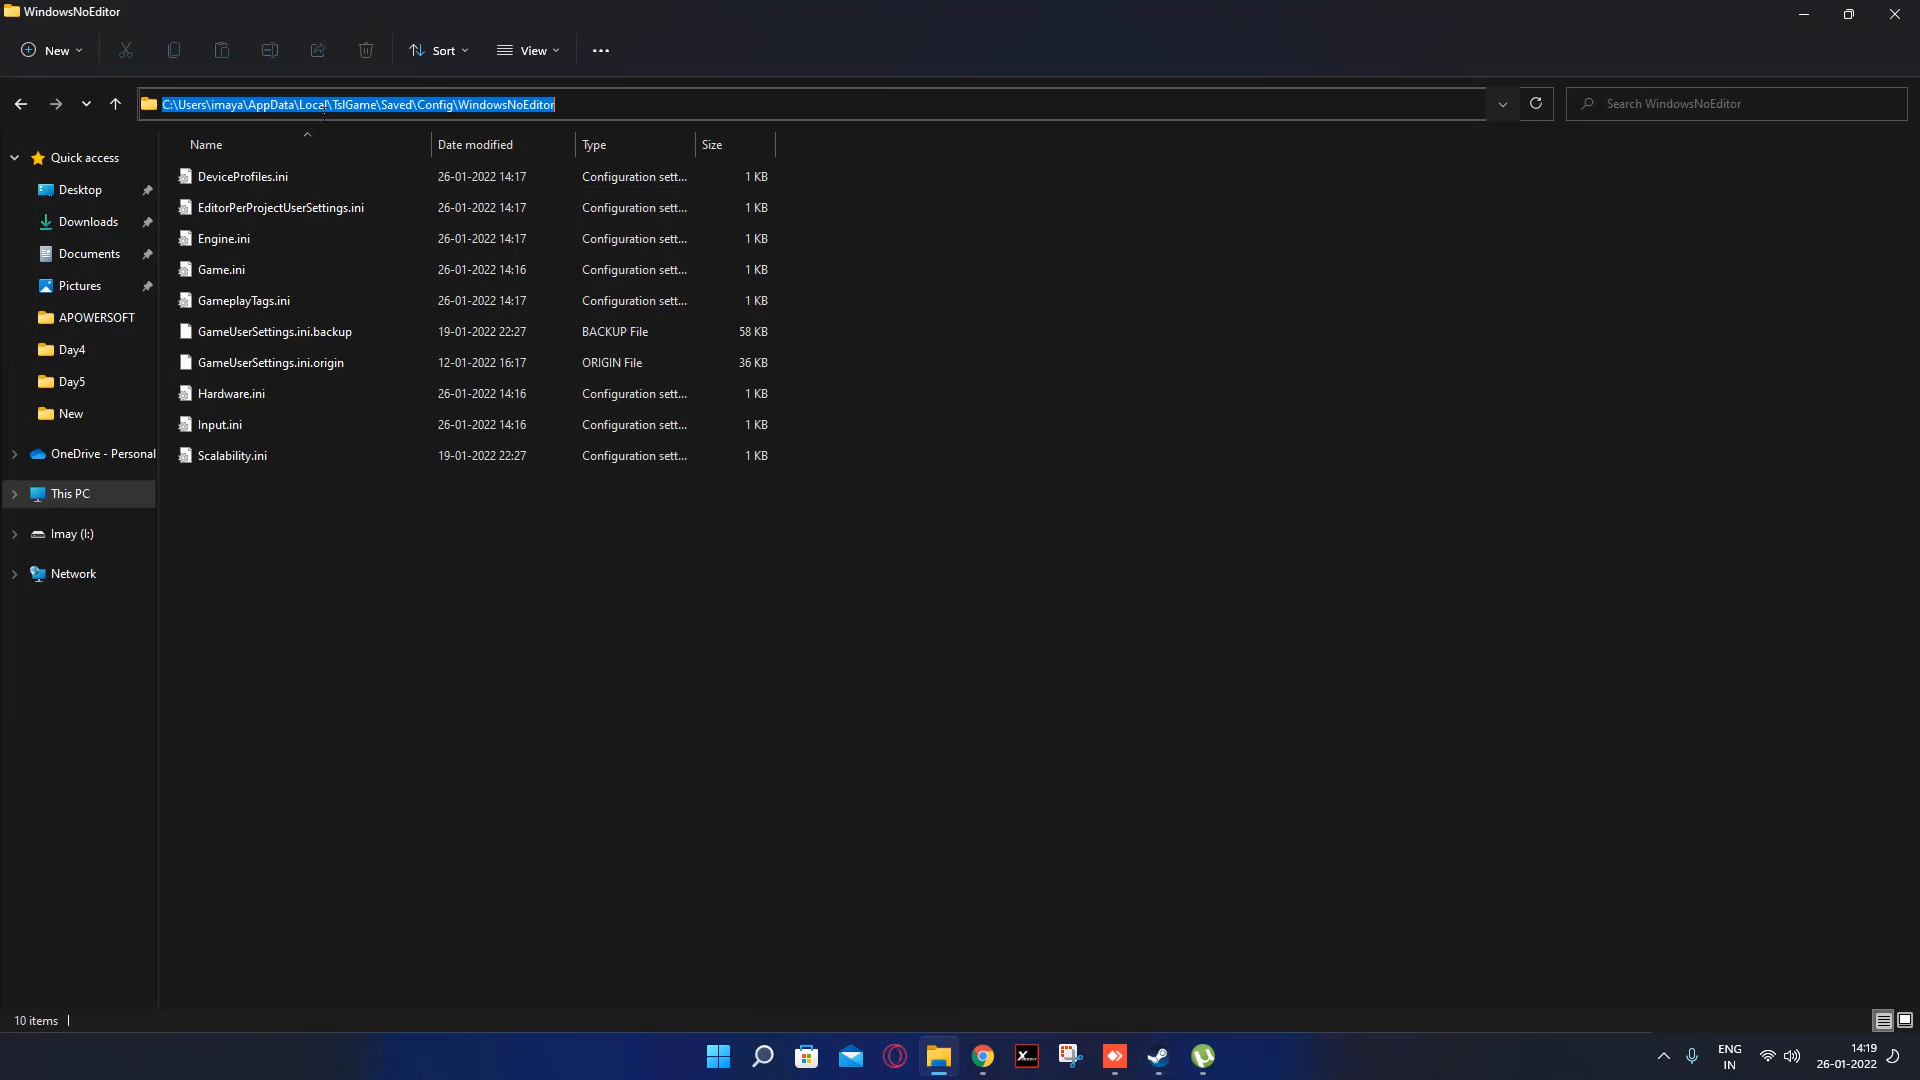 WindowsNoEditor
New
Sort
View
C:\Users\imaya\AppData\Local\TslGame\Saved\Config\WindowsNoEditor
Search WindowsNoEditor
Name Date modified Type Size
Quick access
Desktop
Downloads
Documents
Pictures
APOWERSOFT
Day4
Day5
New
OneDrive - Personal
This PC
Imay (I:)
Network
DeviceProfiles.ini 26-01-2022 14:17 Configuration sett... 1 KB
EditorPerProjectUserSettings.ini 26-01-2022 14:17 Configuration sett... 1 KB
Engine.ini 26-01-2022 14:17 Configuration sett... 1 KB
Game.ini 26-01-2022 14:16 Configuration sett... 1 KB
GameplayTags.ini 26-01-2022 14:17 Configuration sett... 1 KB
GameUserSettings.ini.backup 19-01-2022 22:27 BACKUP File 58 KB
GameUserSettings.ini.origin 12-01-2022 16:17 ORIGIN File 36 KB
Hardware.ini 26-01-2022 14:16 Configuration sett... 1 KB
Input.ini 26-01-2022 14:16 Configuration sett... 1 KB
Scalability.ini 19-01-2022 22:27 Configuration sett... 1 KB
10 items
ENG
IN
14:19
26-01-2022